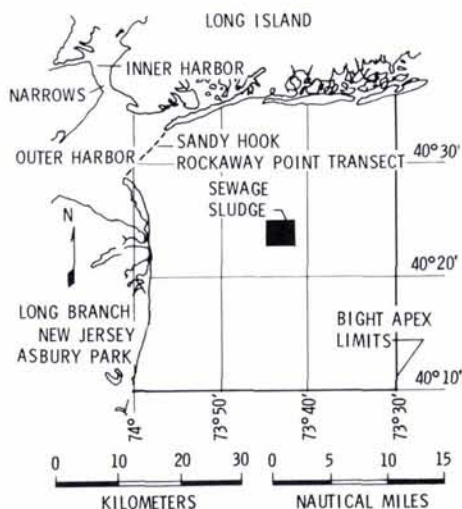 LONG ISLAND
INNER HARBOR
NARROWS
SANDY HOOK
OUTER HARBOR
ROCKAWAY POINT TRANSECT
40°30'
SEWAGE
SLUDGE
N
40°20'
LONG BRANCH
NEW JERSEY
ASBURY PARK
BIGHT APEX
LIMITS
40°10'
74°
73°50'
73°40'
73°30'
0 10 20 30
KILOMETERS
0 5 10 15
NAUTICAL MILES